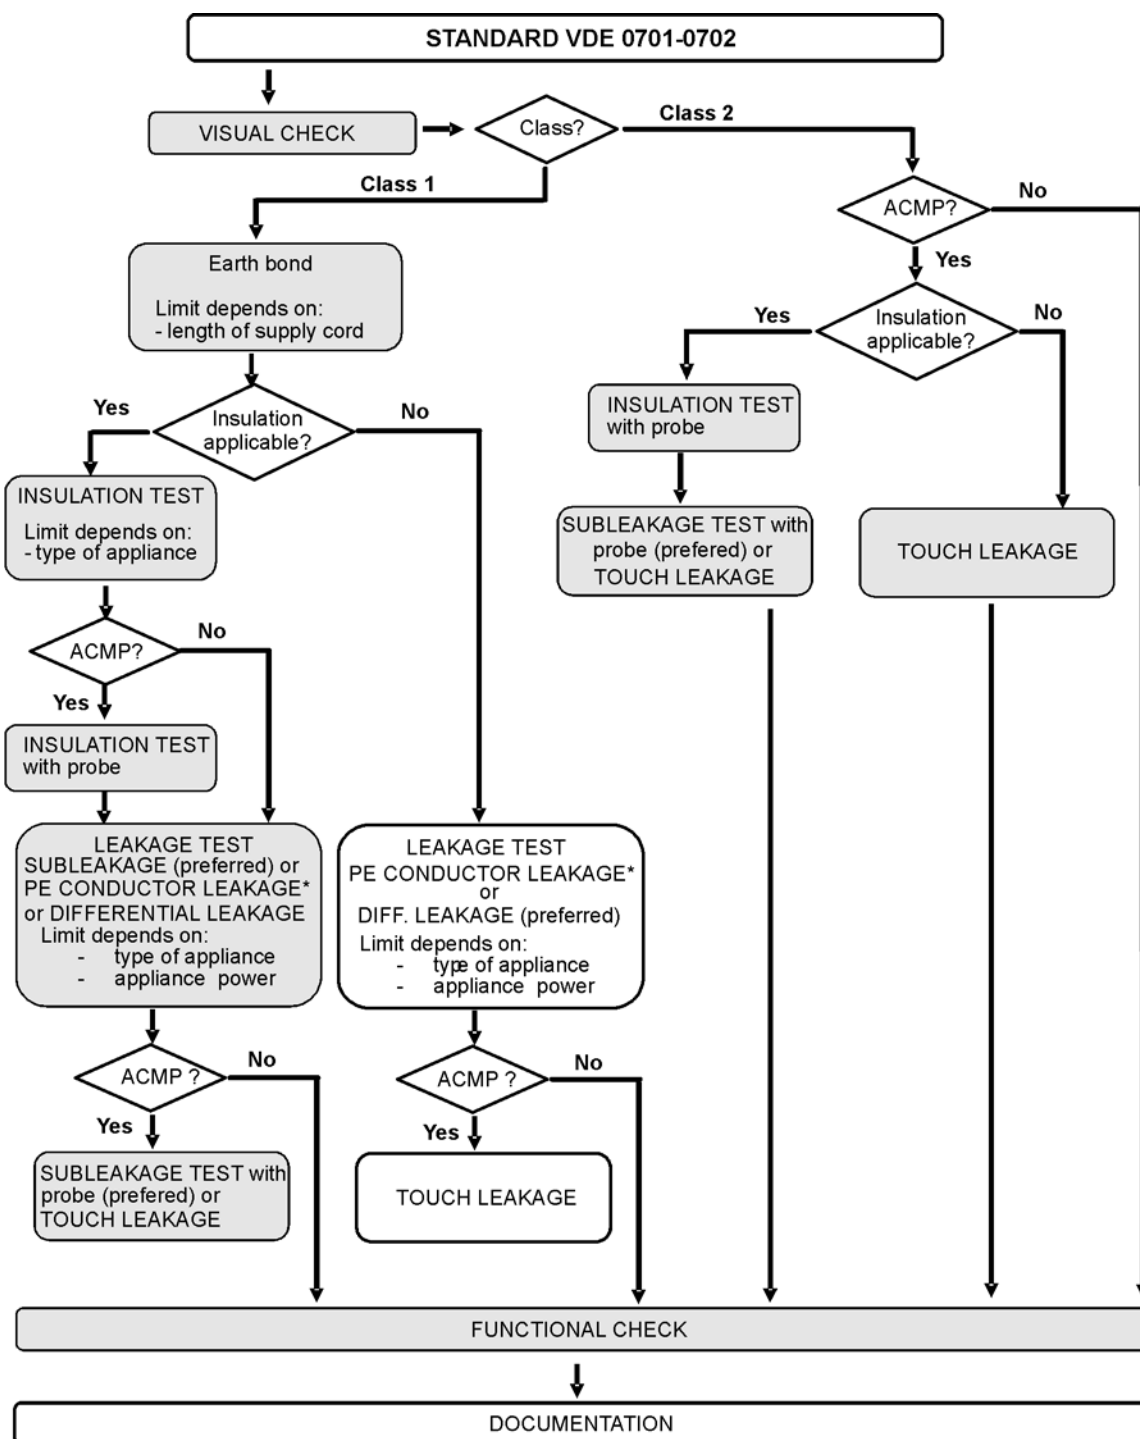 STANDARD VDE 0701-0702
VISUAL CHECK
Class?
Class 2
Class 1
ACMP?
No
Yes
Earth bond
Limit depends on:
- length of supply cord
Insulation
applicable?
Yes
No
Insulation
applicable?
Yes
No
INSULATION TEST
with probe
INSULATION TEST
Limit depends on:
- type of appliance
SUBLEAKAGE TEST with
probe (prefered) or
TOUCH LEAKAGE
TOUCH LEAKAGE
ACMP?
No
Yes
INSULATION TEST
with probe
LEAKAGE TEST
SUBLEAKAGE (preferred) or
PE CONDUCTOR LEAKAGE*
or DIFFERENTIAL LEAKAGE
Limit depends on:
- type of appliance
- appliance power
LEAKAGE TEST
PE CONDUCTOR LEAKAGE*
or
DIFF. LEAKAGE (preferred)
Limit depends on:
- type of appliance
- appliance power
ACMP ?
No
Yes
ACMP ?
No
Yes
SUBLEAKAGE TEST with
probe (prefered) or
TOUCH LEAKAGE
TOUCH LEAKAGE
FUNCTIONAL CHECK
DOCUMENTATION